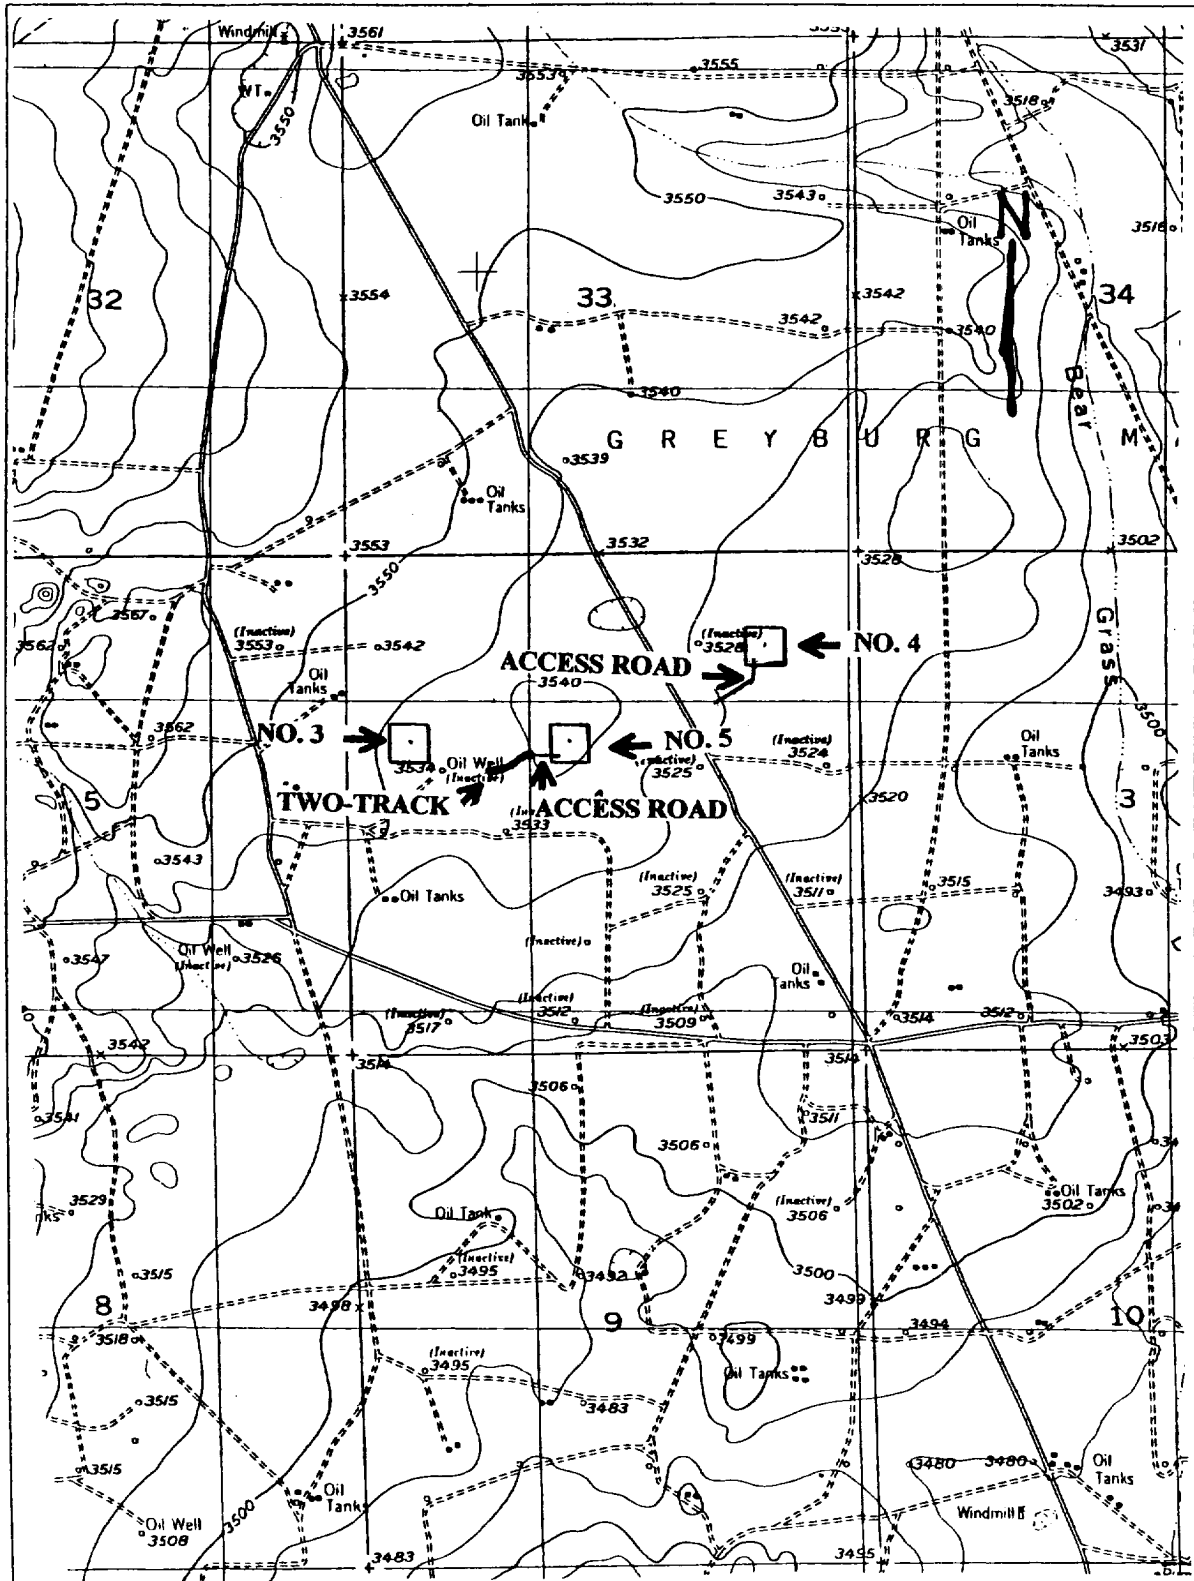 Windmill
3561
3553
3555
3531
WT
3550
Oil Tank
3518
3550
3543
N
Oil
Tanks
3516
32
3554
33
3542
34
3542
3540
3540
Bear
G R E Y B U R G
M
3539
Oil
Tanks
3553
3532
3528
3502
3550
3567
Grass
3562
(Inactive)
3553
3542
(Inactive)
3528
NO. 4
ACCESS ROAD
Oil
Tanks
3540
3500
3562
NO. 3
NO. 5
(Inactive)
3524
Oil
Tanks
3534
Oil Well
(Inactive)
(Inactive)
3525
5
TWO-TRACK
ACCESS ROAD
3520
3
3533
3543
(Inactive)
3525
(Inactive)
3511
3515
3493
Oil Tanks
(Inactive)
Oil Well
(Inactive)
3526
3547
Oil
Tanks
(Inactive)
3517
(Inactive)
3512
(Inactive)
3509
3514
3512
3542
3514
3514
3503
3506
3541
3511
3506
3529
(Inactive)
3506
Oil Tanks
3502
Oil Tank
(Inactive)
3495
3515
3492
3500
8
3498
3499
3518
9
3499
3494
10
(Inactive)
3495
Oil Tanks
3515
3483
3515
3480
3480
Oil
Tanks
Oil
Tanks
3500
Oil Well
3508
Windmill
3483
3495